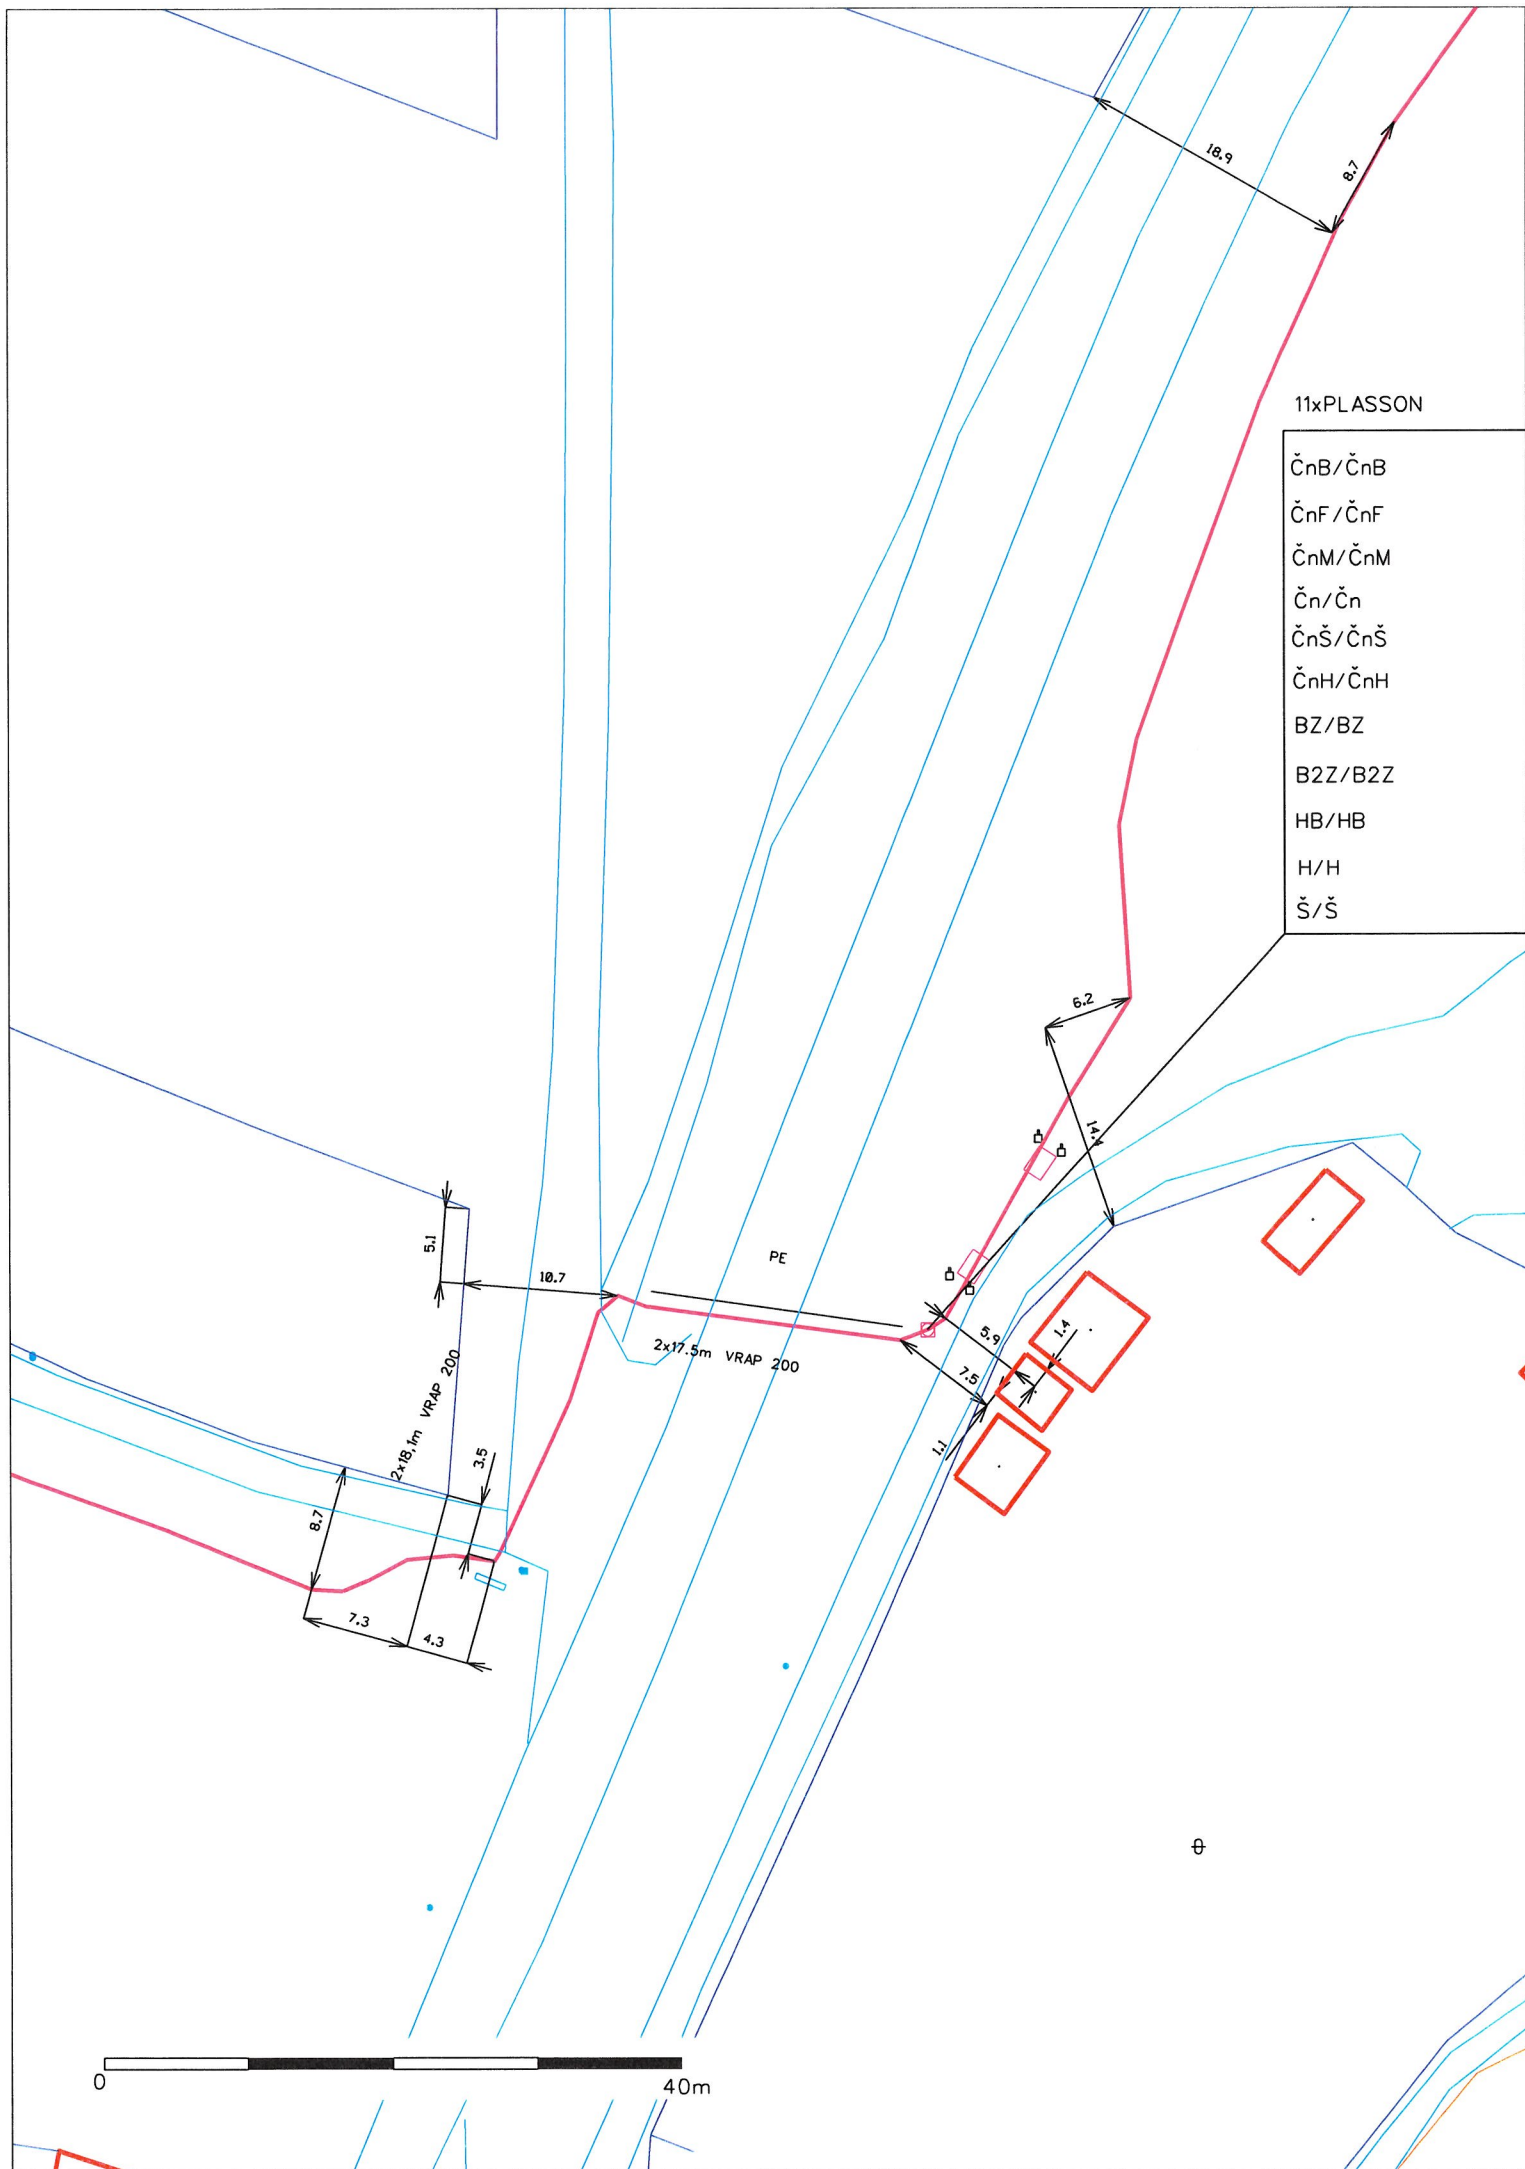 18.9
8.7
11xPLASSON
ČnB/ČnB
ČnF/ČnF
ČnM/ČnM
Čn/Čn
ČnŠ/ČnŠ
ČnH/ČnH
BZ/BZ
B2Z/B2Z
HB/HB
H/H
Š/Š
6.2
14.4
5.1
10.7
PE
2x17.5m VRAP 200
5.9
1.4
7.5
1.1
2x18,1m VRAP 200
3.5
8.7
7.3
4.3
0
40m